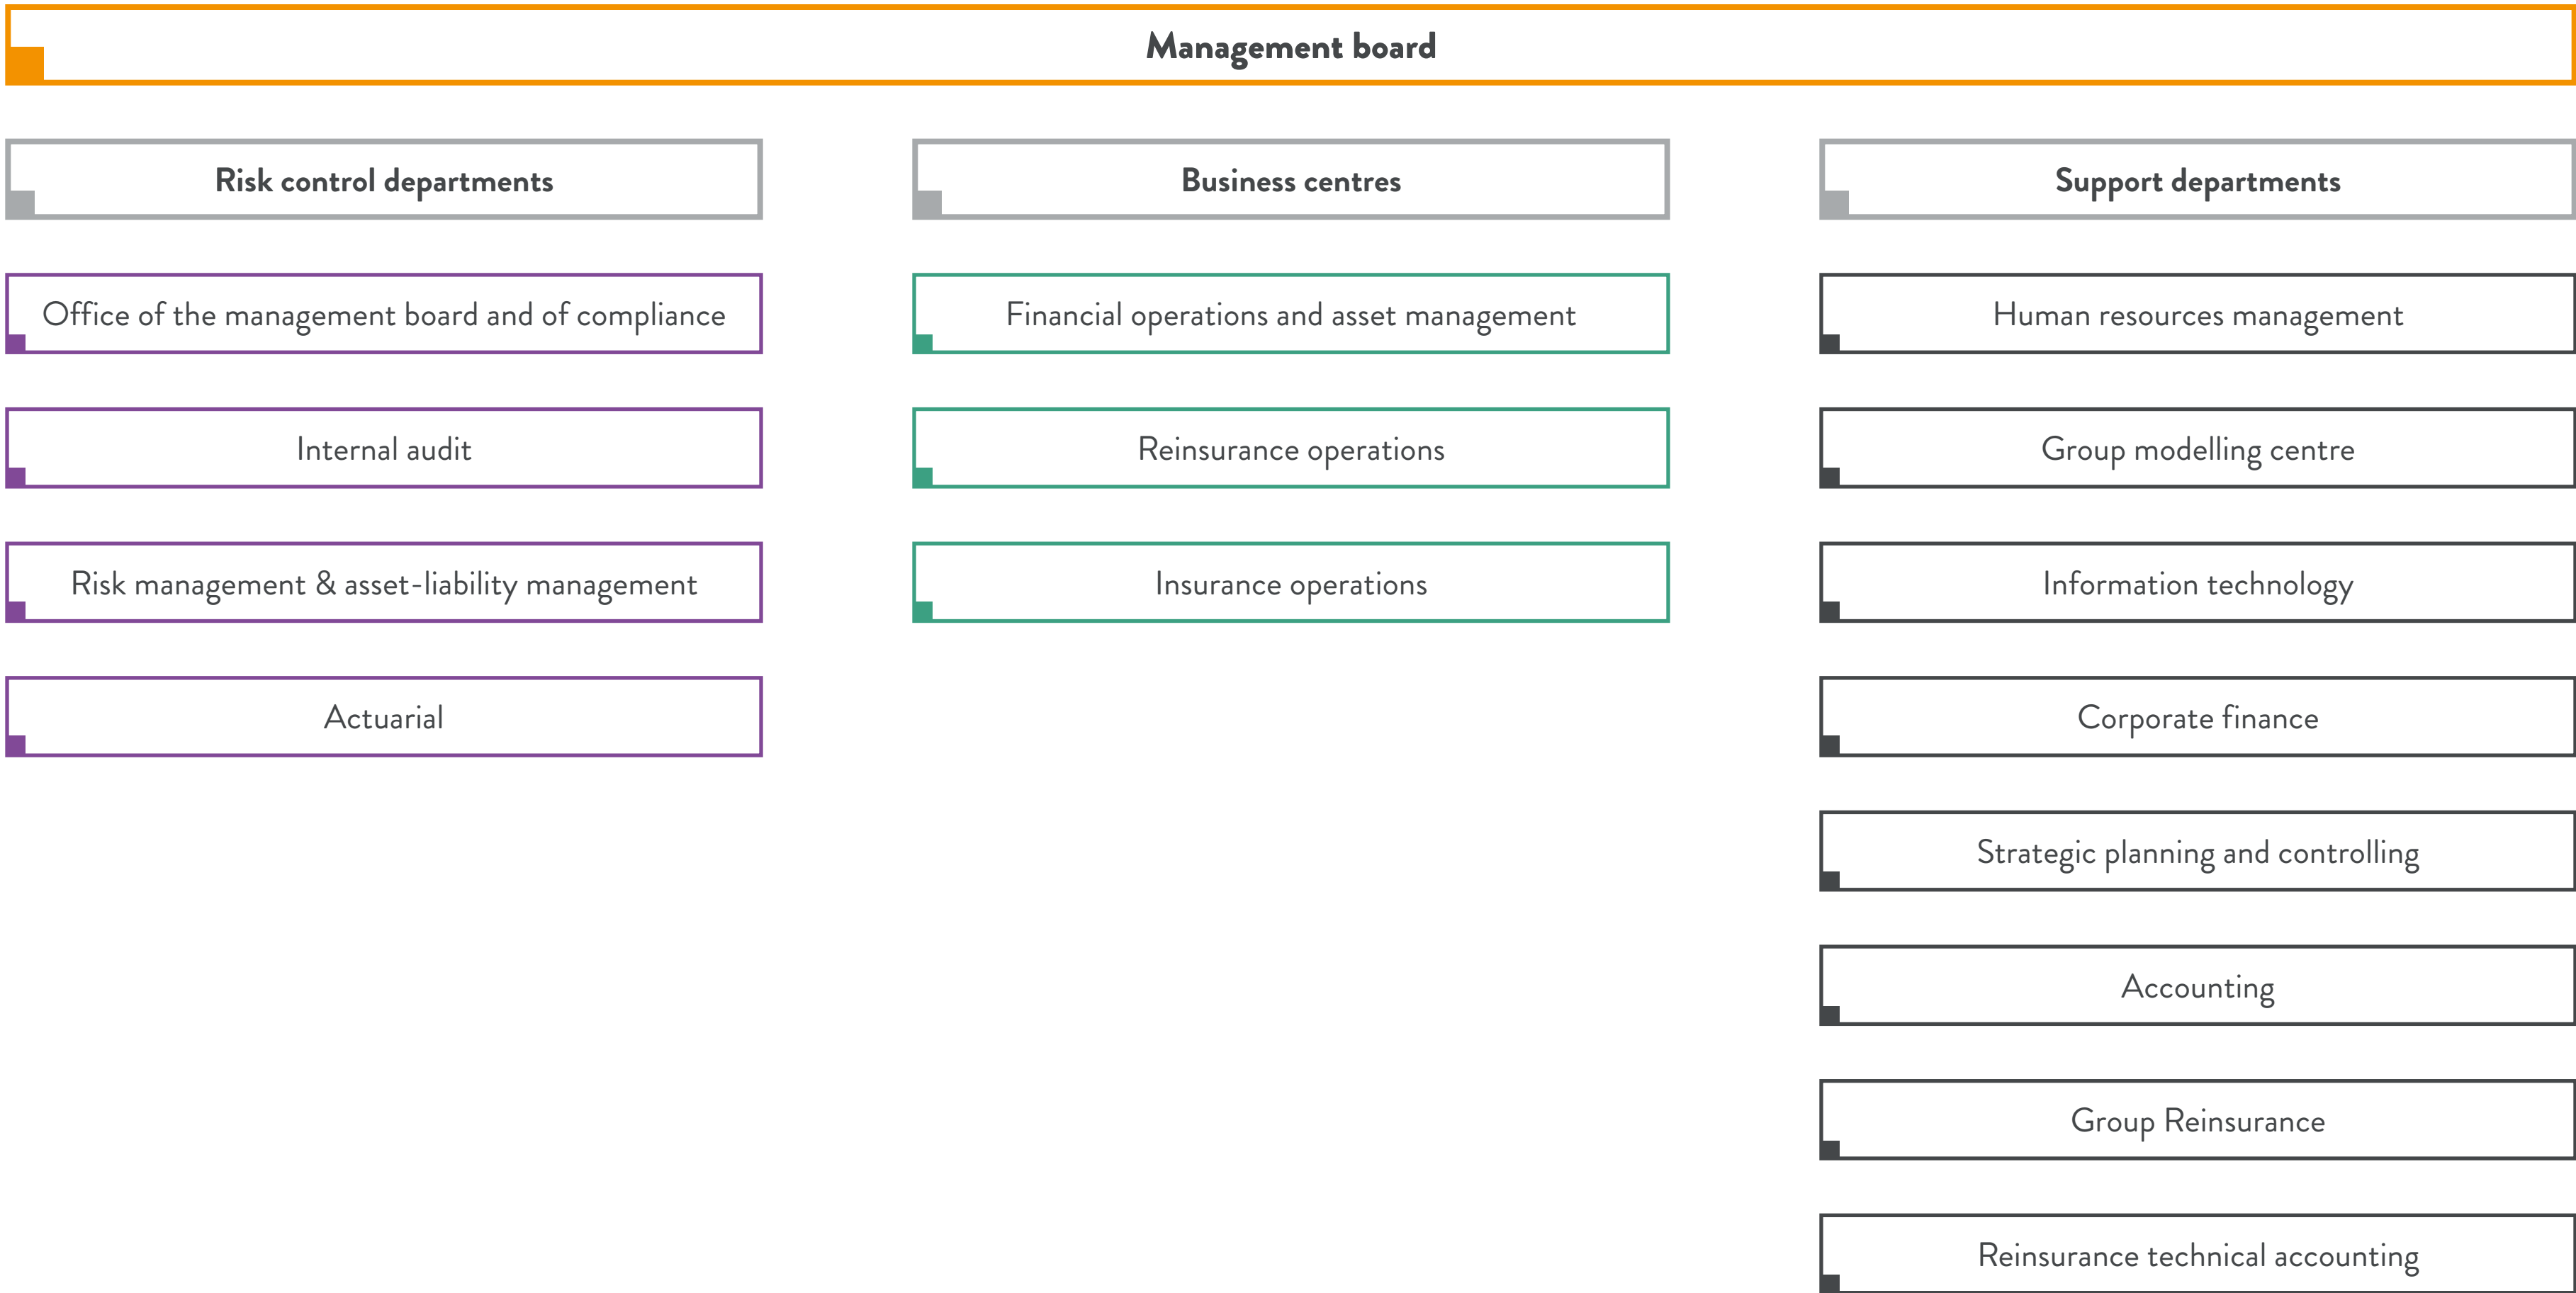 Management board
Risk control departments
Office of the management board and of compliance
Internal audit
Risk management & asset-liability management
Actuarial
Business centres
Financial operations and asset management
Reinsurance operations
Insurance operations
Support departments
Human resources management
Group modelling centre
Information technology
Corporate finance
Strategic planning and controlling
Accounting
Group Reinsurance
Reinsurance technical accounting